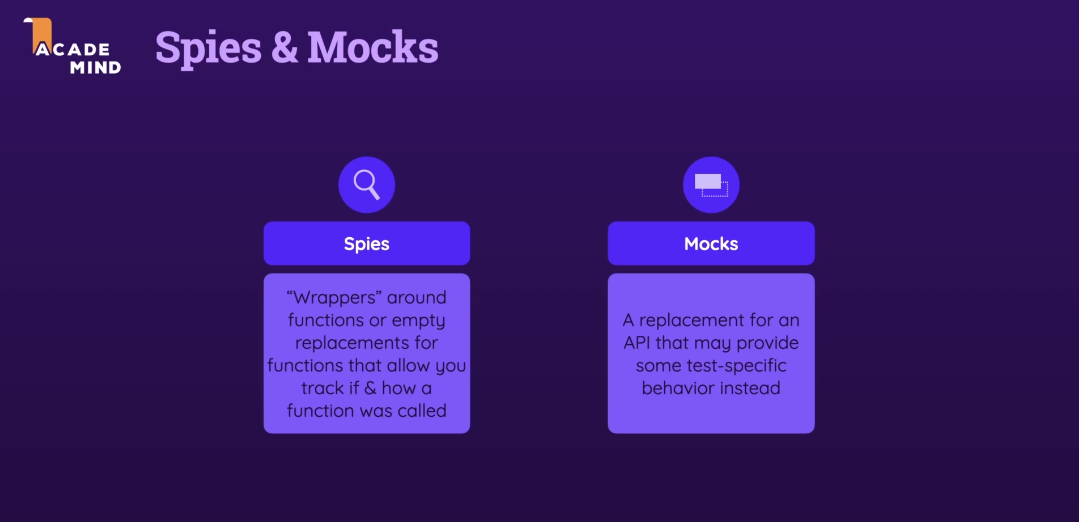 ACADE
MIND
Spies & Mocks
Spies
“Wrappers” around
functions or empty
replacements for
functions that allow you
track if & how a
function was called
Mocks
A replacement for an
API that may provide
some test-specific
behavior instead